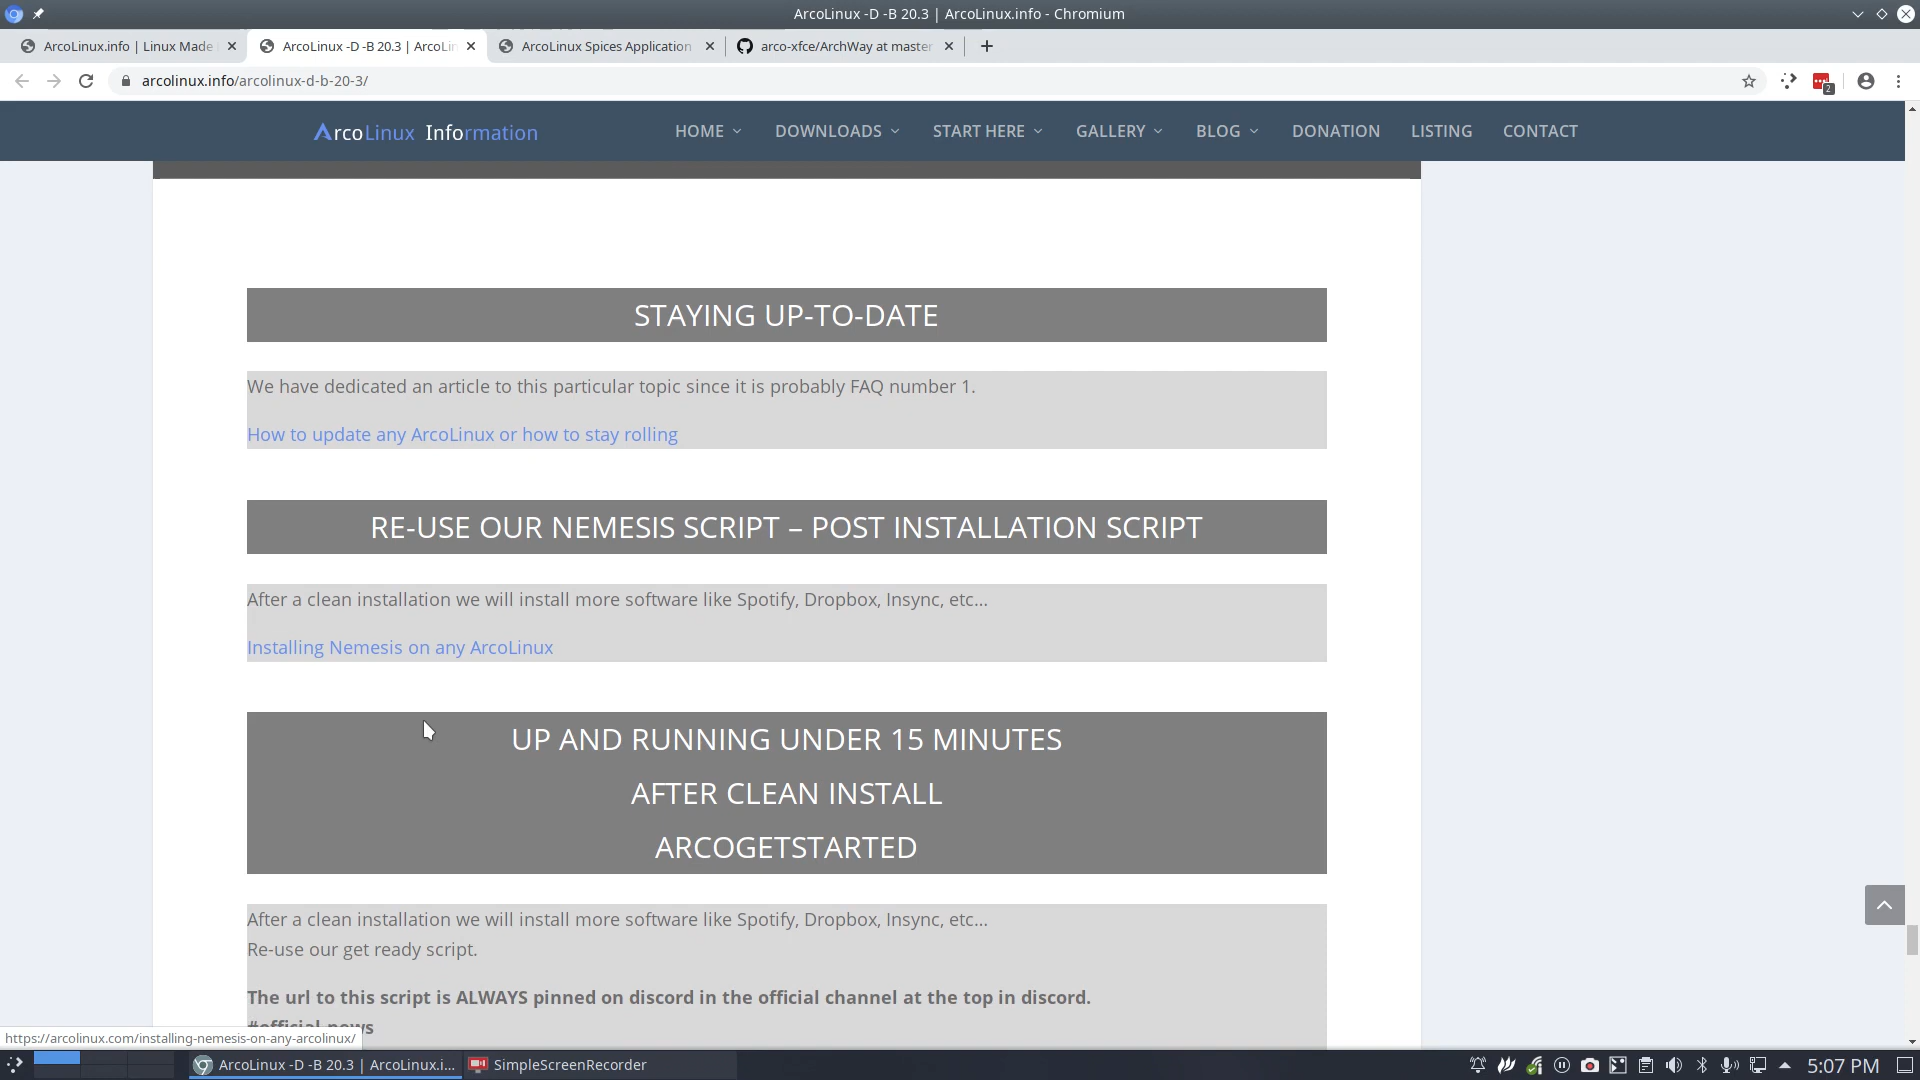 ArcoLinux -D -B 20.3 | ArcoLinux.info - Chromium
ArcoLinux.info | Linux Made
ArcoLinux -D -B 20.3 | ArcoLin
ArcoLinux Spices Application
arco-xfce/ArchWay at master
arcolinux.info/arcolinux-d-b-20-3/
2
ArcoLinux Information
HOME
DOWNLOADS
START HERE
GALLERY
BLOG
DONATION
LISTING
CONTACT
STAYING UP-TO-DATE
We have dedicated an article to this particular topic since it is probably FAQ number 1.
How to update any ArcoLinux or how to stay rolling
RE-USE OUR NEMESIS SCRIPT – POST INSTALLATION SCRIPT
After a clean installation we will install more software like Spotify, Dropbox, Insync, etc...
Installing Nemesis on any ArcoLinux
UP AND RUNNING UNDER 15 MINUTES
AFTER CLEAN INSTALL
ARCOGETSTARTED
After a clean installation we will install more software like Spotify, Dropbox, Insync, etc...
Re-use our get ready script.
The url to this script is ALWAYS pinned on discord in the official channel at the top in discord.
#official-news
https://arcolinux.com/installing-nemesis-on-any-arcolinux/
ArcoLinux -D -B 20.3 | ArcoLinux.i...
SimpleScreenRecorder
5:07 PM